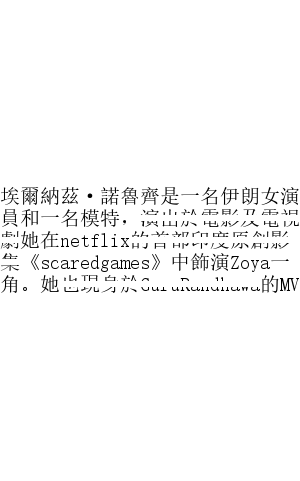 埃爾納茲·諾魯齊是一名伊朗女演
員和一名模特，演出於電影及電視
劇她在netflix的首部印度原創影
集《scaredgames》中飾演Zoya一
角。她也現身於GuruRandhawa的MV